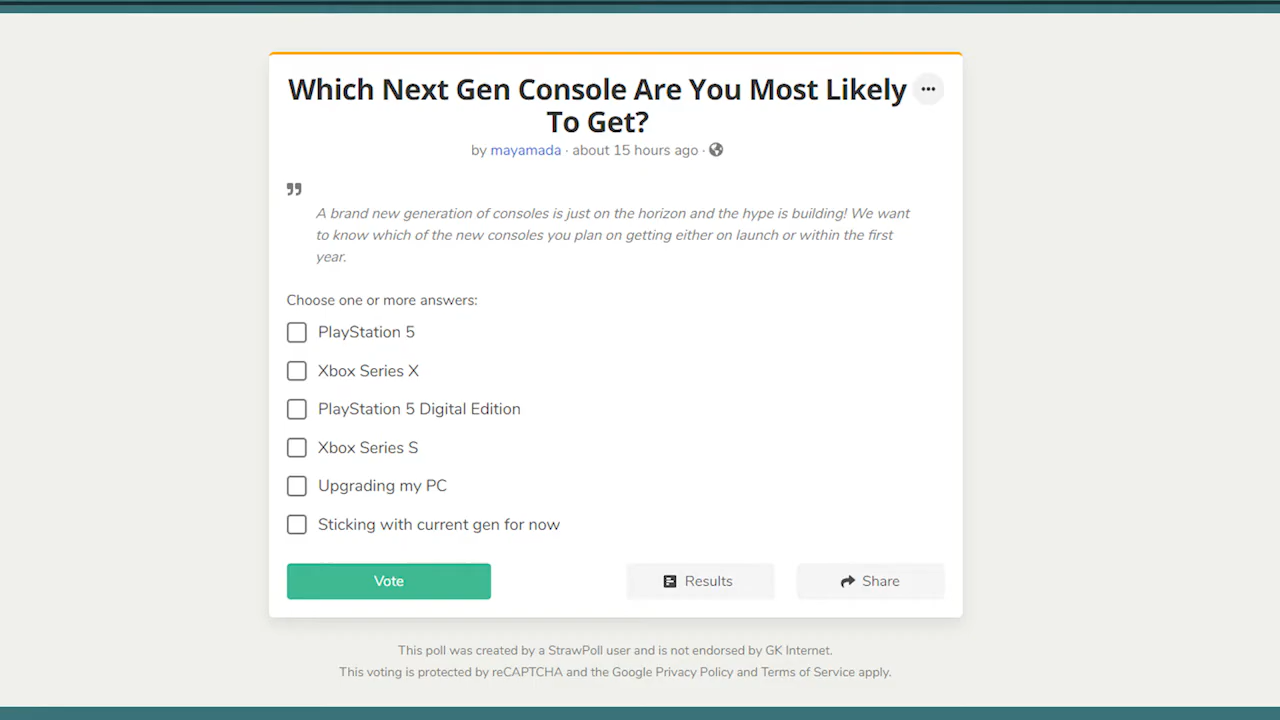 Which Next Gen Console Are You Most Likely
To Get?
by mayamada · about 15 hours ago ·
A brand new generation of consoles is just on the horizon and the hype is building! We want
to know which of the new consoles you plan on getting either on launch or within the first
year.
Choose one or more answers:
PlayStation 5
Xbox Series X
PlayStation 5 Digital Edition
Xbox Series S
Upgrading my PC
Sticking with current gen for now
Vote
Results
Share
This poll was created by a StrawPoll user and is not endorsed by GK Internet.
This voting is protected by reCAPTCHA and the Google Privacy Policy and Terms of Service apply.